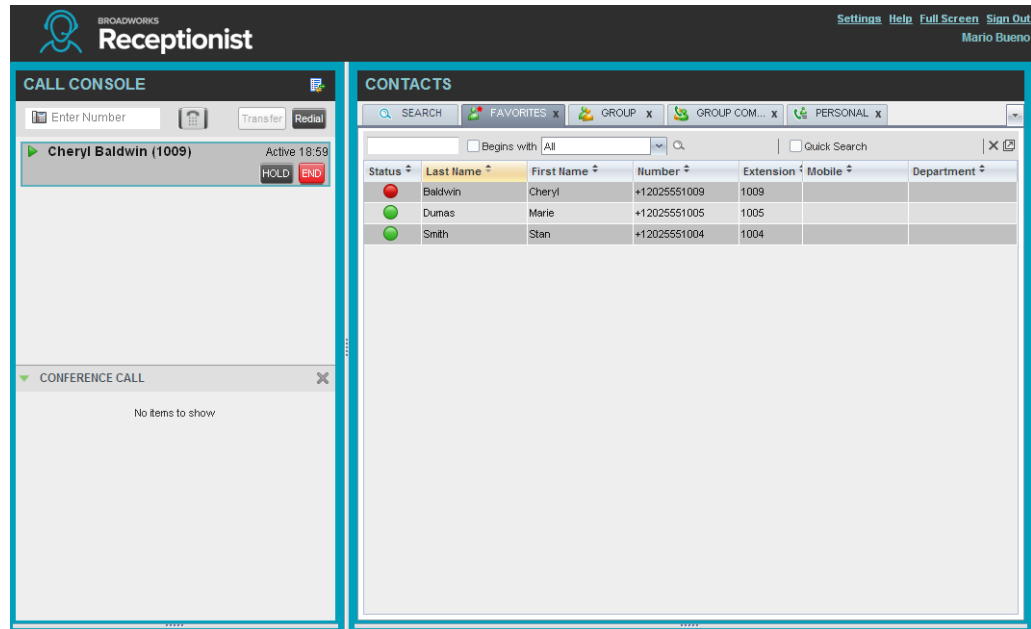 BROADWORKS
Receptionist
Settings Help Full Screen Sign Out
Mario Bueno
CALL CONSOLE
Enter Number Transfer Redial
Cheryl Baldwin (1009) Active 18:59
HOLD END
CONFERENCE CALL
No items to show
CONTACTS
SEARCH FAVORITES x GROUP x GROUP COM... x PERSONAL x
Begins with All Quick Search
Status Last Name First Name Number Extension Mobile Department
Baldwin Cheryl +12025551009 1009
Dumas Marie +12025551005 1005
Smith Stan +12025551004 1004